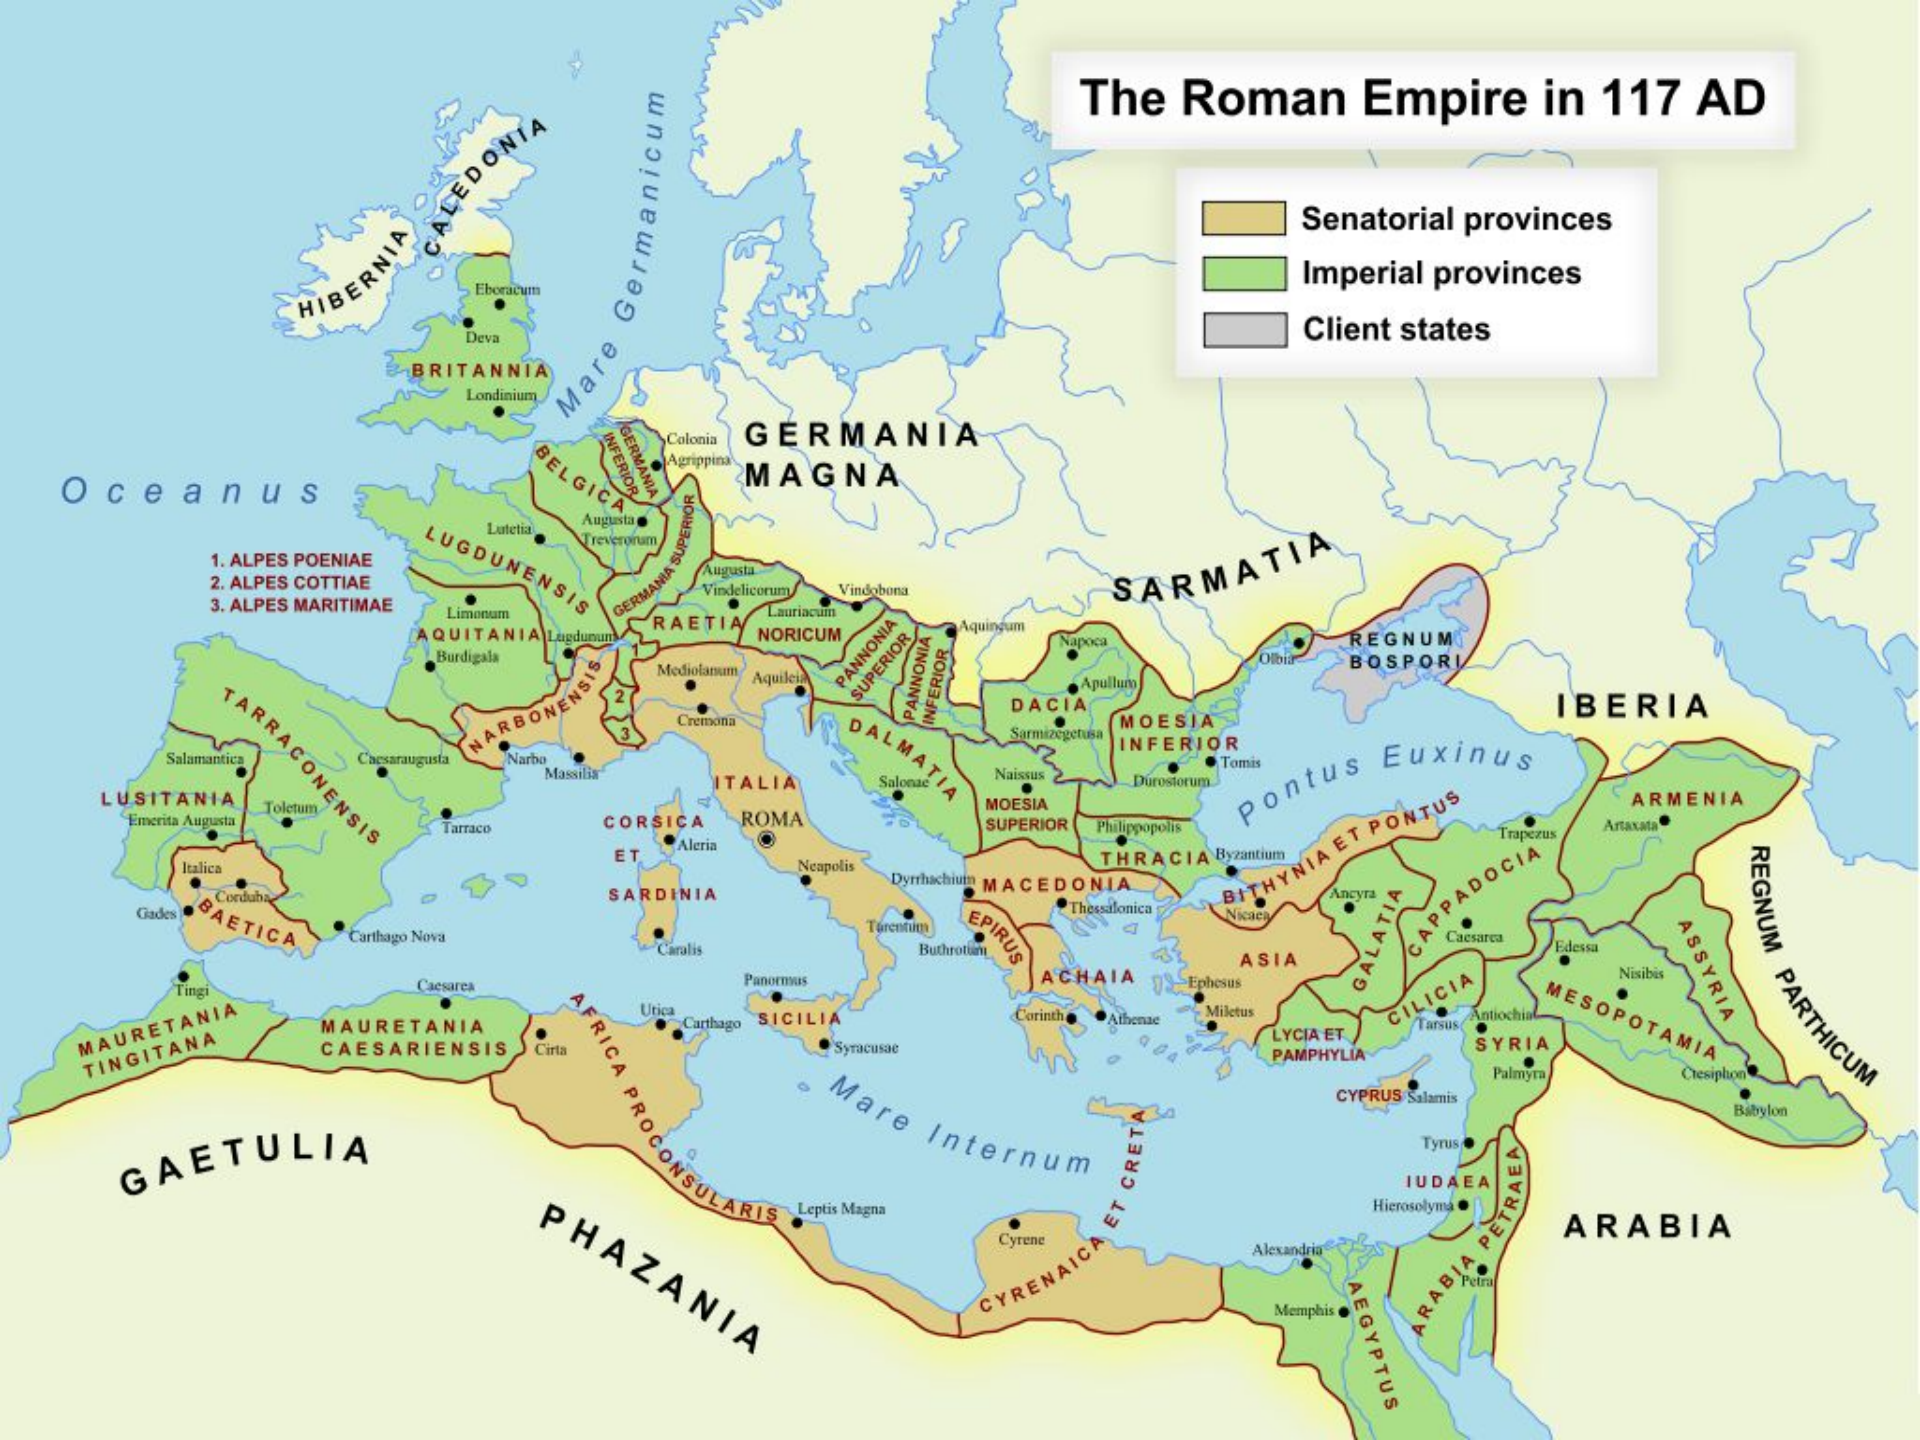 The Roman Empire in 117 AD
Senatorial provinces
Imperial provinces
Client states
CALEDONIA
HIBERNIA
Mare Germanicum
Eboracum
Deva
BRITANNIA
Londinium
Oceanus
GERMANIA
MAGNA
Colonia
Agrippina
GERMANIA
INFERIOR
BELGICA
Augusta
Treverorum
Lutetia
LUGDUNENSIS
GERMANIA SUPERIOR
1. ALPES POENIAE
2. ALPES COTTIAE
3. ALPES MARITIMAE
SARMATIA
Augusta
Vindelicorum
Vindobona
Lauriacum
RAETIA
NORICUM
Aquincum
PANNONIA
SUPERIOR
PANNONIA
INFERIOR
Limonum
AQUITANIA
Lugdunum
Burdigala
1
2
3
NARBONENSIS
Narbo
Massilia
Mediolanum
Aquileia
Cremona
Napoca
Apullum
DACIA
Sarmizegetusa
MOESIA
INFERIOR
Durostorum
Tomis
Olbia
REGNUM
BOSPORI
IBERIA
Pontus Euxinus
TARRACONENSIS
Salamantica
Caesaraugusta
LUSITANIA
Toletum
Emerita Augusta
Tarraco
Italica
Corduba
Gades
BAETICA
Carthago Nova
DALMATIA
Salonae
Naissus
MOESIA
SUPERIOR
ITALIA
ROMA
CORSICA
ET
SARDINIA
Aleria
Caralis
Neapolis
Tarentum
Dyrrhachium
MACEDONIA
Thessalonica
Buthrotum
EPIRUS
ACHAIA
Corinth
Athenae
Philippopolis
THRACIA
Byzantium
BITHYNIA ET PONTUS
Nicaea
Trapezus
ARMENIA
Artaxata
REGNUM PARTHICUM
Ancyra
GALATIA
CAPPADOCIA
Caesarea
ASIA
Ephesus
Miletus
LYCIA ET
PAMPHYLIA
CILICIA
Tarsus
Antiochia
SYRIA
Palmyra
Edessa
Nisibis
MESOPOTAMIA
ASSYRIA
Ctesiphon
Babylon
CYPRUS
Salamis
Tyrus
IUDAEA
Hierosolyma
ARABIA PETRAEA
Petra
ARABIA
Tingi
MAURETANIA
TINGITANA
Caesarea
MAURETANIA
CAESARIENSIS
Cirta
Utica
Carthago
AFRICA PROCONSULARIS
Panormus
SICILIA
Syracusae
Mare Internum
GAETULIA
PHAZANIA
Leptis Magna
Cyrene
CYRENAICA ET CRETA
Alexandria
Memphis
AEGYPTUS